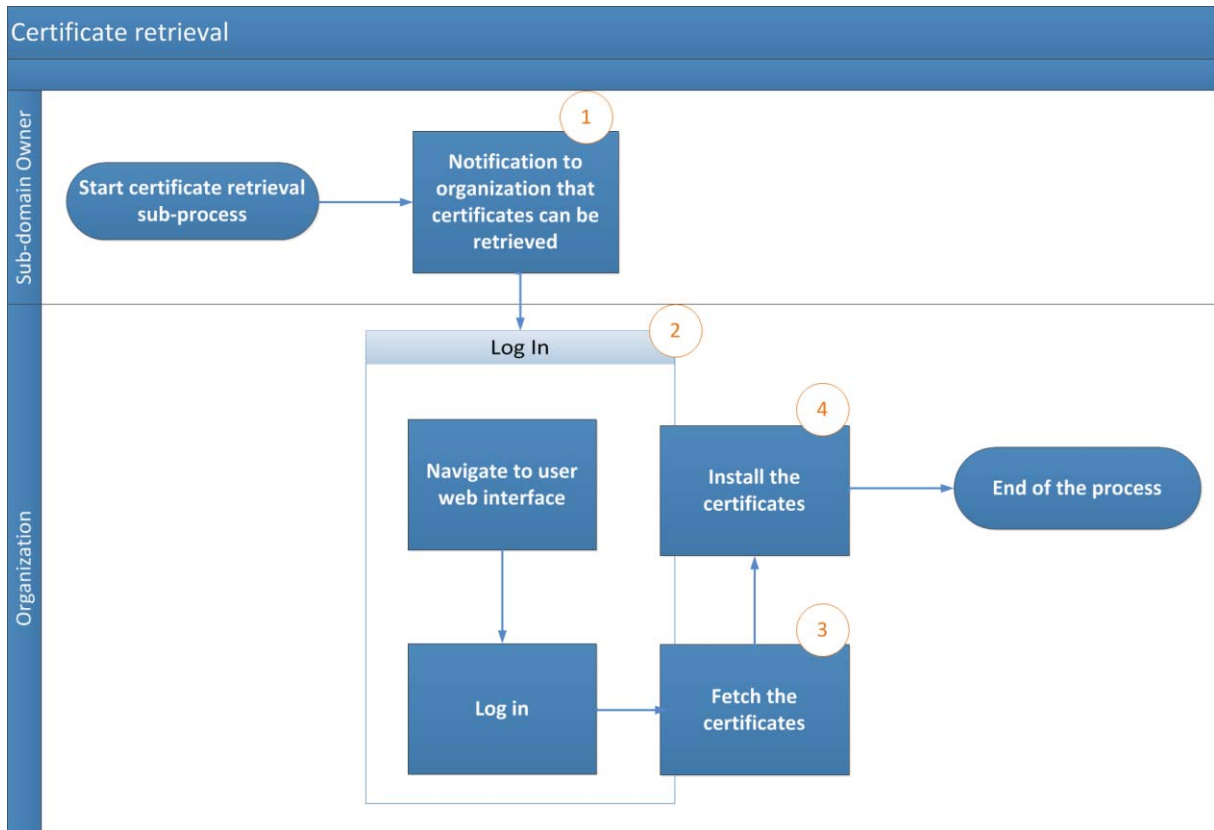 Certificate retrieval
Sub-domain Owner
Start certificate retrieval
sub-process
1
Notification to
organization that
certificates can be
retrieved
Organization
2
Log In
Navigate to user
web interface
Log in
3
Fetch the
certificates
4
Install the
certificates
End of the process